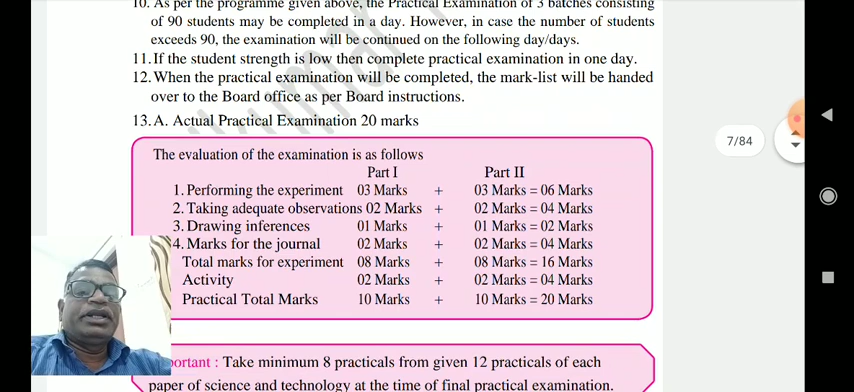 10. As per the programme given above, the Practical Examination of 3 batches consisting
of 90 students may be completed in a day. However, in case the number of students
exceeds 90, the examination will be continued on the following day/days.
11. If the student strength is low then complete practical examination in one day.
12. When the practical examination will be completed, the mark-list will be handed
over to the Board office as per Board instructions.
13. A. Actual Practical Examination 20 marks
7/84
The evaluation of the examination is as follows
Part I Part II
1. Performing the experiment 03 Marks + 03 Marks = 06 Marks
2. Taking adequate observations 02 Marks + 02 Marks = 04 Marks
3. Drawing inferences 01 Marks + 01 Marks = 02 Marks
4. Marks for the journal 02 Marks + 02 Marks = 04 Marks
Total marks for experiment 08 Marks + 08 Marks = 16 Marks
Activity 02 Marks + 02 Marks = 04 Marks
Practical Total Marks 10 Marks + 10 Marks = 20 Marks
ortant : Take minimum 8 practicals from given 12 practicals of each
paper of science and technology at the time of final practical examination.